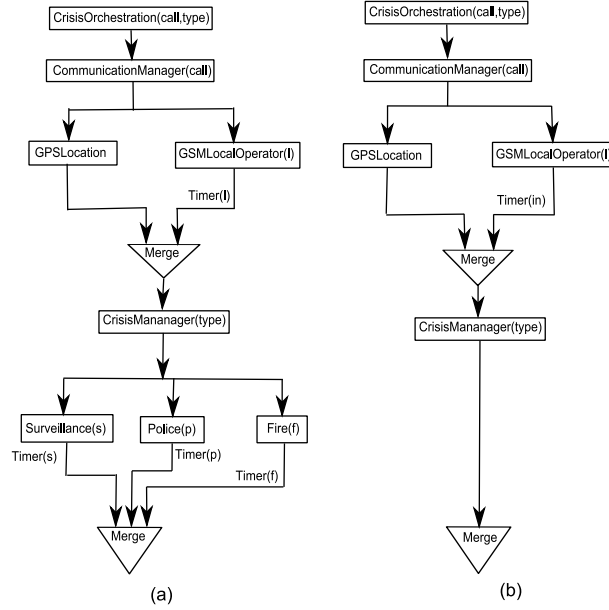 CrisisOrchestration(call,type)
CommunicationManager(call)
GPSLocation
GSMLocalOperator(l)
Timer(l)
Merge
CrisisMananager(type)
Surveillance(s)
Police(p)
Fire(f)
Timer(s)
Timer(p)
Timer(f)
Merge
(a)
CrisisOrchestration(call,type)
CommunicationManager(call)
GPSLocation
GSMLocalOperator(l)
Timer(in)
Merge
CrisisMananager(type)
Merge
(b)